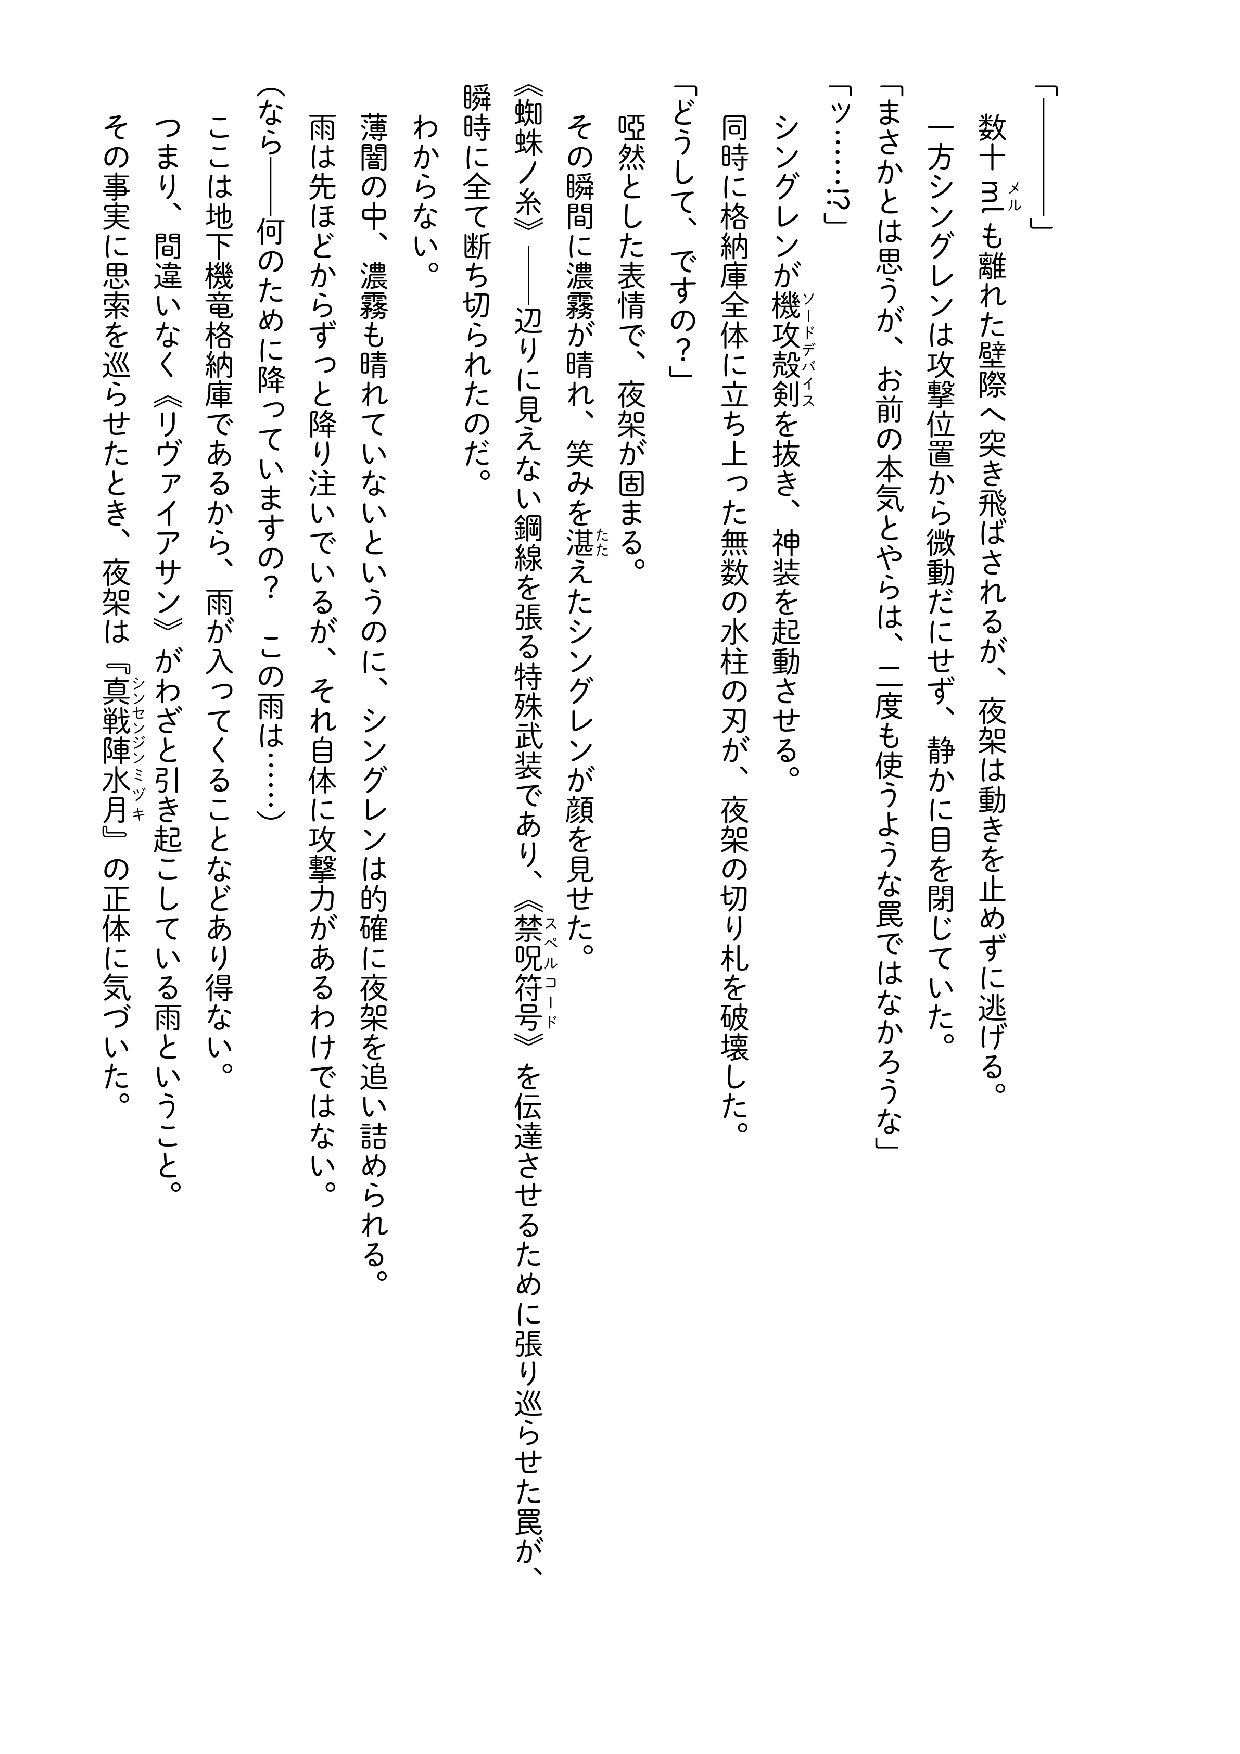 「――――」
数十ｍｌも離れた壁際へ突き飛ばされるが、夜架は動きを止めずに逃げる。
メル
一方シングレンは攻撃位置から微動だにせず、静かに目を閉じていた。
「まさかとは思うが、お前の本気とやらは、二度も使うような罠ではなかろうな」
「ッ……!?」
シングレンが機攻殻剣を抜き、神装を起動させる。
ソードデバイス
同時に格納庫全体に立ち上った無数の水柱の刃が、夜架の切り札を破壊した。
「どうして、ですの？」
啞然とした表情で、夜架が固まる。
その瞬間に濃霧が晴れ、笑みを湛えたシングレンが顔を見せた。
たた
《蜘蛛ノ糸》――辺りに見えない鋼線を張る特殊武装であり、《禁呪符号》を伝達させるために張り巡らせた罠が、
スペルコード
瞬時に全て断ち切られたのだ。
わからない。
薄闇の中、濃霧も晴れていないというのに、シングレンは的確に夜架を追い詰められる。
雨は先ほどからずっと降り注いでいるが、それ自体に攻撃力があるわけではない。
（なら――何のために降っていますの？　この雨は……）
ここは地下機竜格納庫であるから、雨が入ってくることなどあり得ない。
つまり、間違いなく《リヴァイアサン》がわざと引き起こしている雨ということ。
その事実に思索を巡らせたとき、夜架は『真戦陣水月』の正体に気づいた。
シンセンジンミヅキ